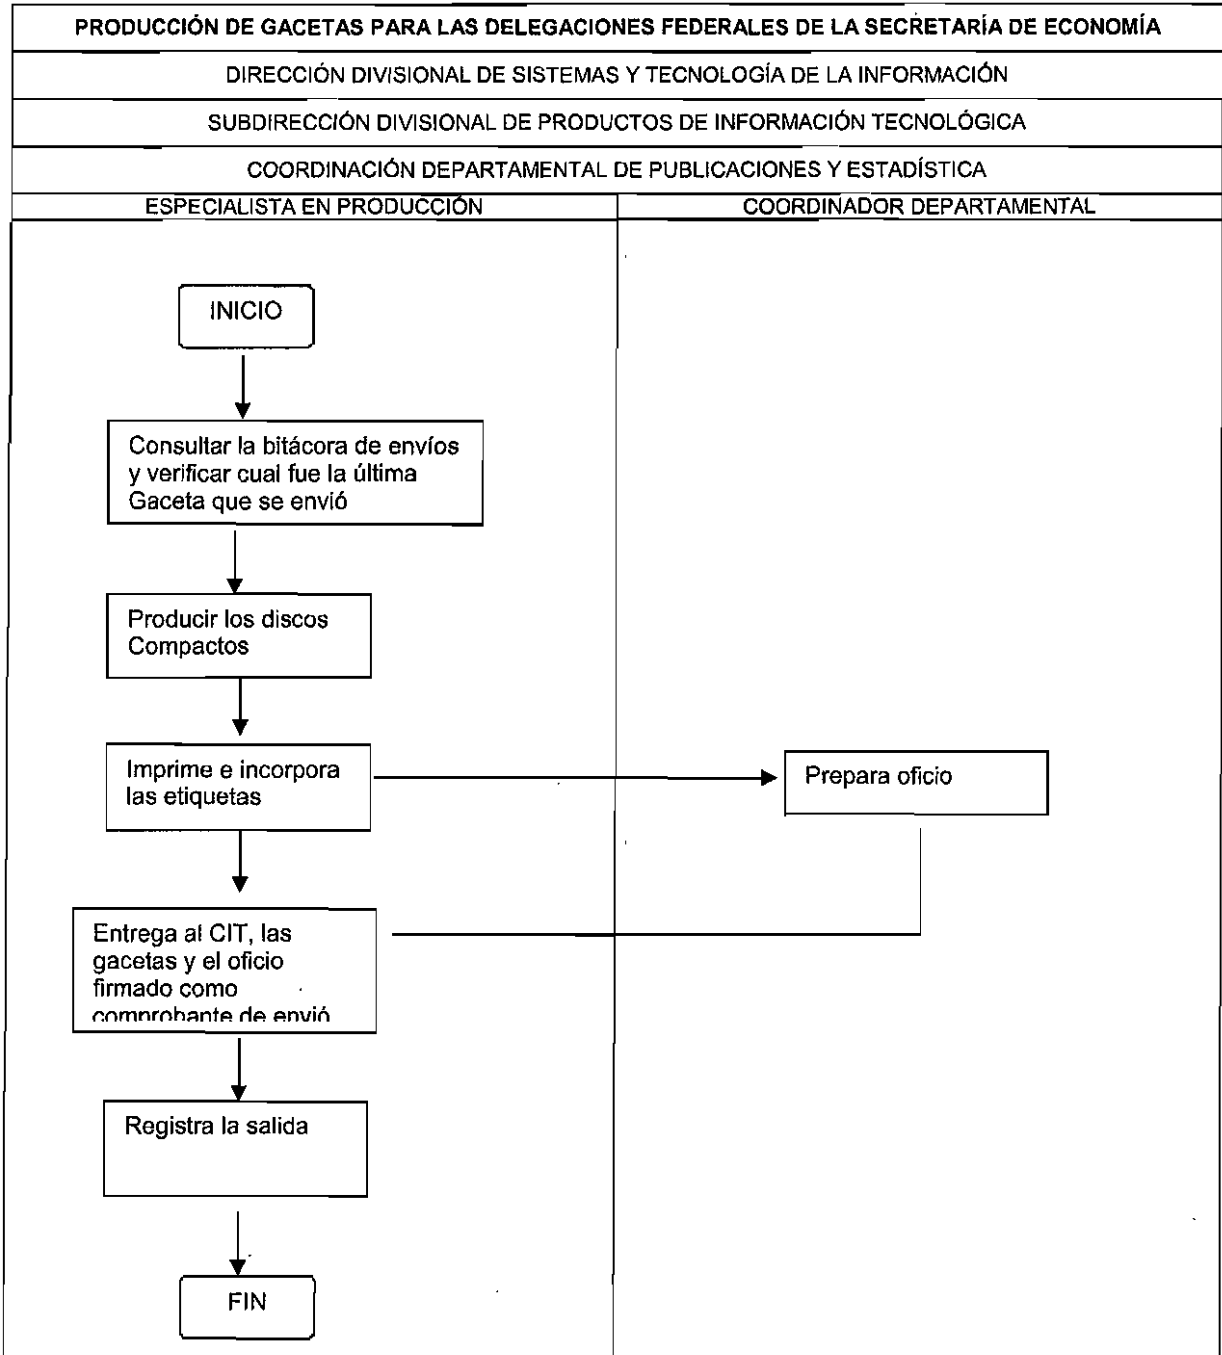 PRODUCCIÓN DE GACETAS PARA LAS DELEGACIONES FEDERALES DE LA SECRETARÍA DE ECONOMÍA
DIRECCIÓN DIVISIONAL DE SISTEMAS Y TECNOLOGÍA DE LA INFORMACIÓN
SUBDIRECCIÓN DIVISIONAL DE PRODUCTOS DE INFORMACIÓN TECNOLÓGICA
COORDINACIÓN DEPARTAMENTAL DE PUBLICACIONES Y ESTADÍSTICA
ESPECIALISTA EN PRODUCCIÓN
COORDINADOR DEPARTAMENTAL
INICIO
Consultar la bitácora de envíos
y verificar cual fue la última
Gaceta que se envió
Producir los discos
Compactos
Imprime e incorpora
las etiquetas
Prepara oficio
Entrega al CIT, las
gacetas y el oficio
firmado como
comprobante de envió
Registra la salida
FIN